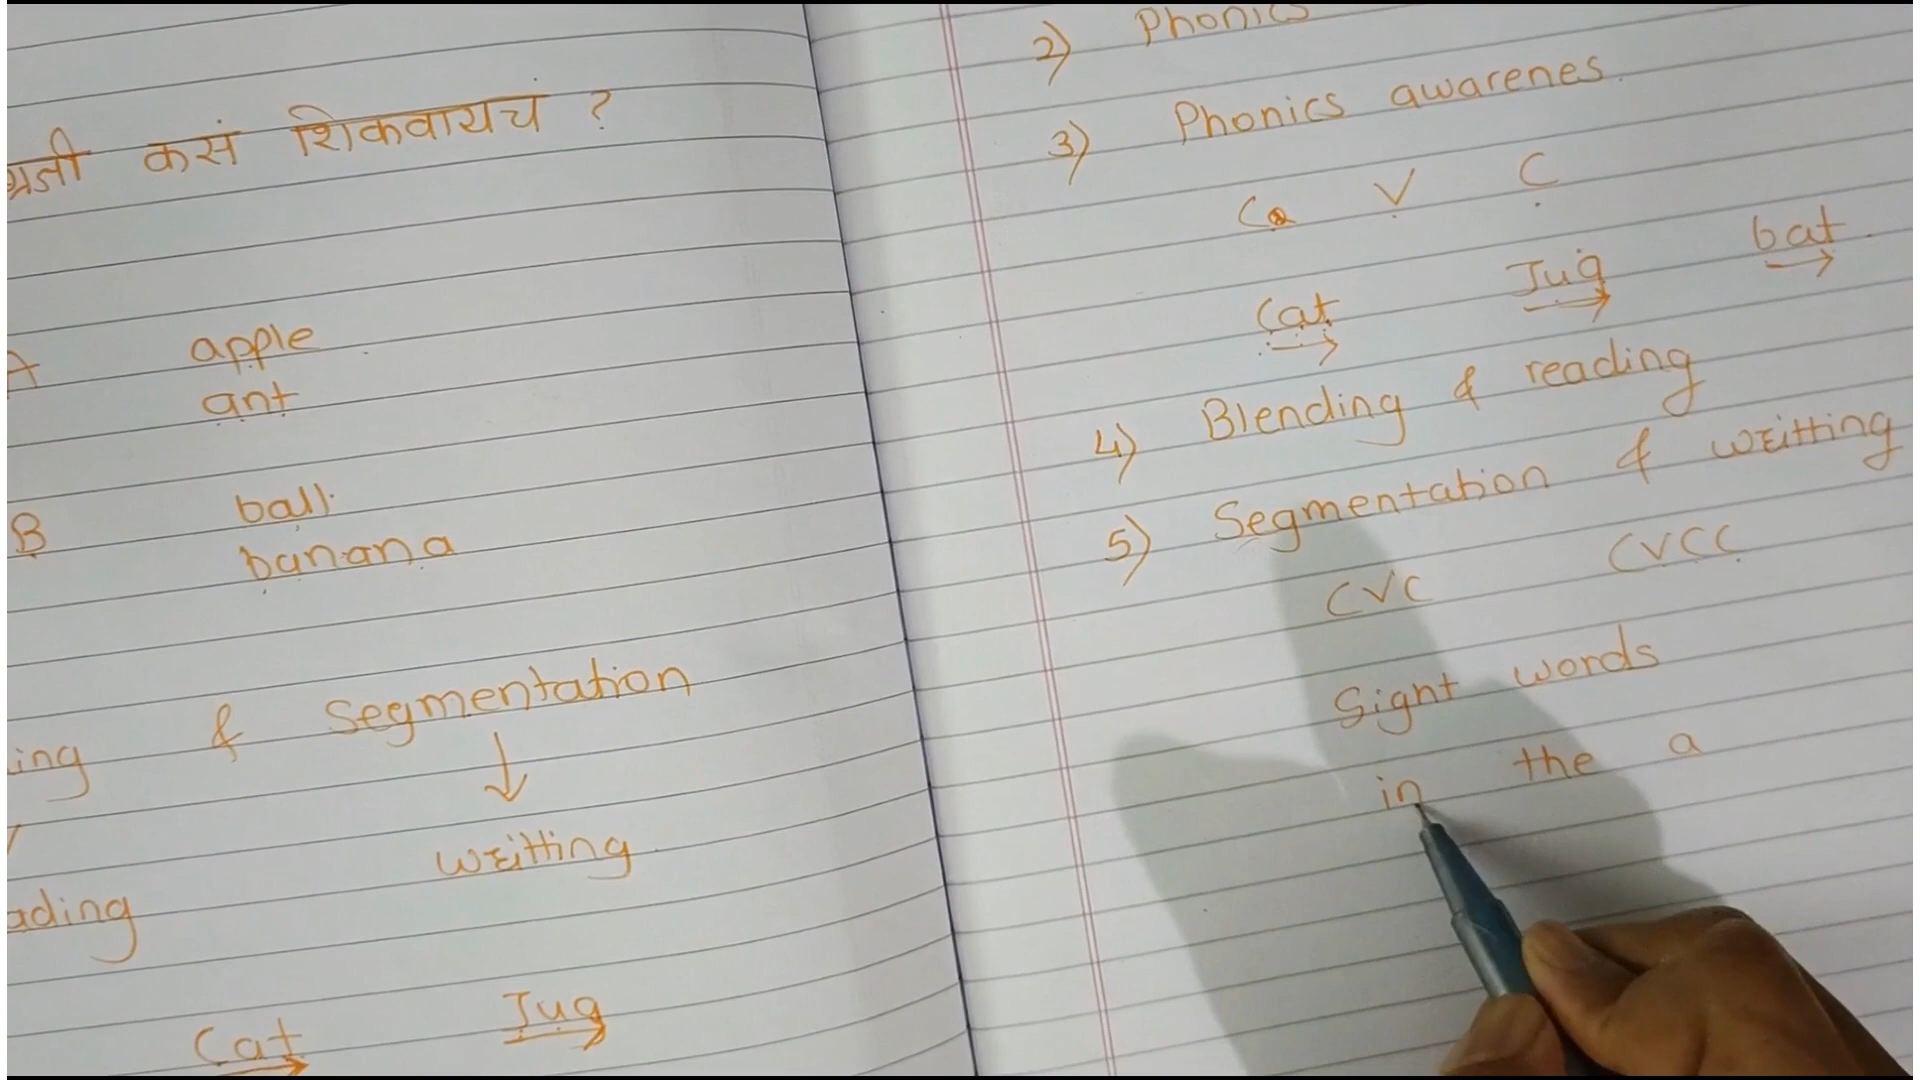 कसं शिकवायचं ?
A apple
ant
B ball
banana
ing & Segmentation
↓
writting
ading
Cat Jug
2) Phonics
3) Phonics awarenes.
Ca V C
Cat Jug bat
4) Blending & reading
5) Segmentation & writting
CVC CVCC
Sight words
in the a